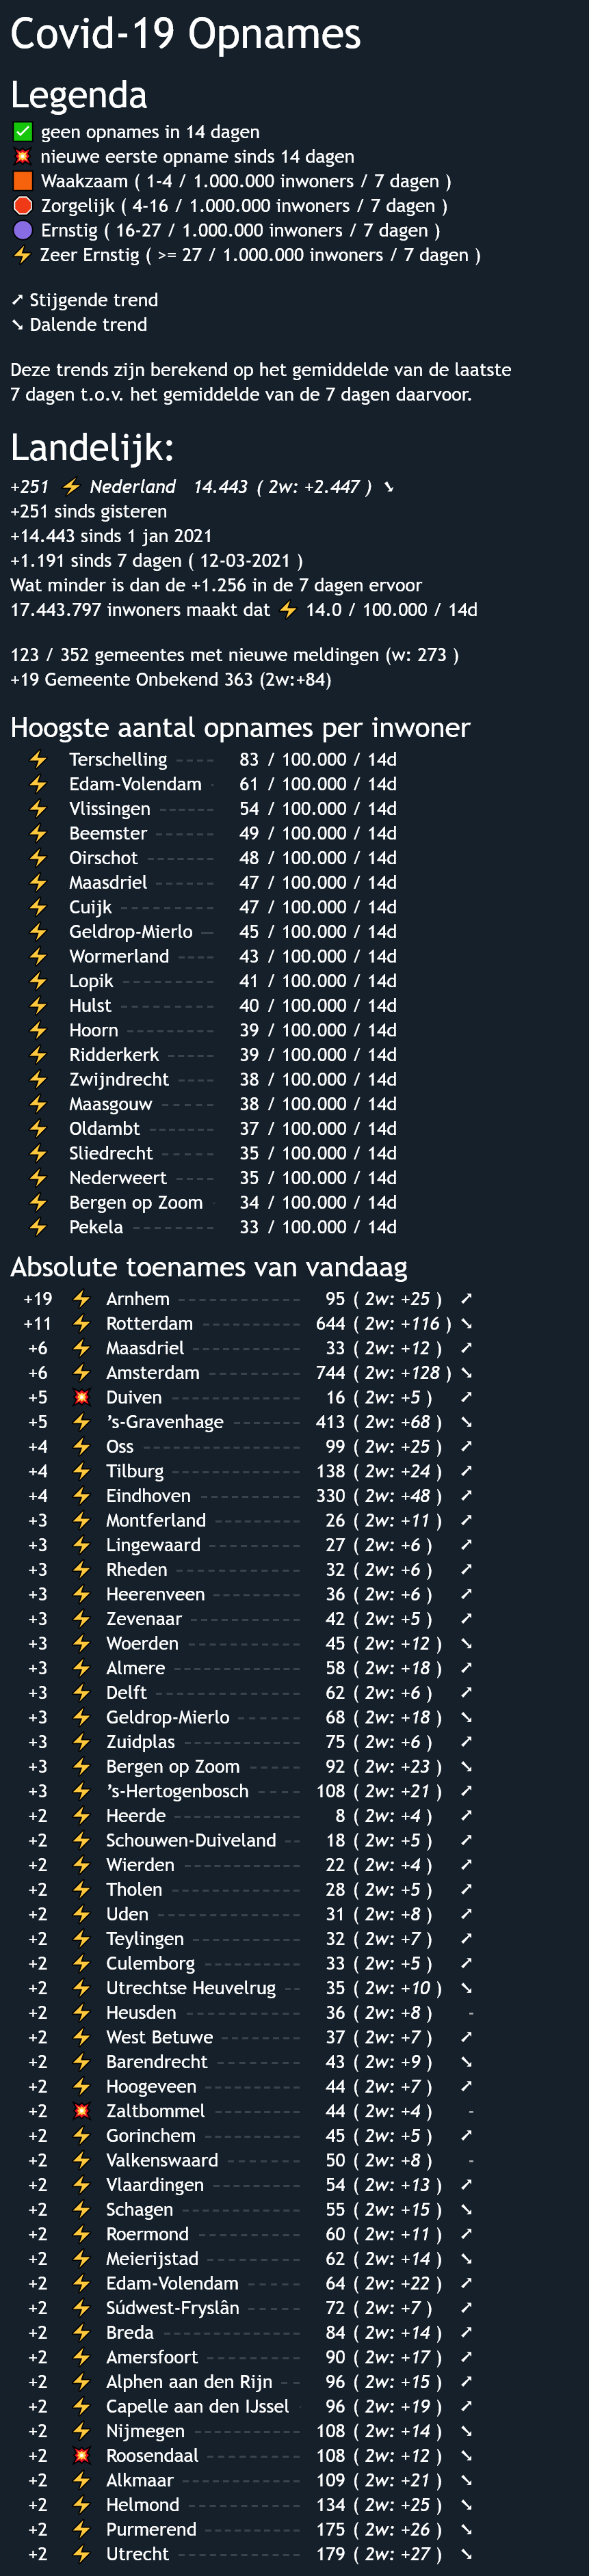 Covid-19 Opnames
Legenda
✅ geen opnames in 14 dagen
💥 nieuwe eerste opname sinds 14 dagen
🟧 Waakzaam ( 1-4 / 1.000.000 inwoners / 7 dagen )
🛑 Zorgelijk ( 4-16 / 1.000.000 inwoners / 7 dagen )
🟣 Ernstig ( 16-27 / 1.000.000 inwoners / 7 dagen )
⚡ Zeer Ernstig ( >= 27 / 1.000.000 inwoners / 7 dagen )
➚ Stijgende trend
➘ Dalende trend
Deze trends zijn berekend op het gemiddelde van de laatste
7 dagen t.o.v. het gemiddelde van de 7 dagen daarvoor.
Landelijk:
+251 ⚡ Nederland 14.443 ( 2w: +2.447 ) ➘
+251 sinds gisteren
+14.443 sinds 1 jan 2021
+1.191 sinds 7 dagen ( 12-03-2021 )
Wat minder is dan de +1.256 in de 7 dagen ervoor
17.443.797 inwoners maakt dat ⚡ 14.0 / 100.000 / 14d
123 / 352 gemeentes met nieuwe meldingen (w: 273 )
+19 Gemeente Onbekend 363 (2w:+84)
Hoogste aantal opnames per inwoner
⚡ Terschelling ---- 83 / 100.000 / 14d
⚡ Edam-Volendam - 61 / 100.000 / 14d
⚡ Vlissingen ------ 54 / 100.000 / 14d
⚡ Beemster ------ 49 / 100.000 / 14d
⚡ Oirschot ------- 48 / 100.000 / 14d
⚡ Maasdriel ------ 47 / 100.000 / 14d
⚡ Cuijk ---------- 47 / 100.000 / 14d
⚡ Geldrop-Mierlo -- 45 / 100.000 / 14d
⚡ Wormerland ---- 43 / 100.000 / 14d
⚡ Lopik ---------- 41 / 100.000 / 14d
⚡ Hulst ---------- 40 / 100.000 / 14d
⚡ Hoorn --------- 39 / 100.000 / 14d
⚡ Ridderkerk ----- 39 / 100.000 / 14d
⚡ Zwijndrecht ---- 38 / 100.000 / 14d
⚡ Maasgouw ----- 38 / 100.000 / 14d
⚡ Oldambt ------- 37 / 100.000 / 14d
⚡ Sliedrecht ----- 35 / 100.000 / 14d
⚡ Nederweert ---- 35 / 100.000 / 14d
⚡ Bergen op Zoom - 34 / 100.000 / 14d
⚡ Pekela -------- 33 / 100.000 / 14d
Absolute toenames van vandaag
+19 ⚡ Arnhem ------------- 95 ( 2w: +25 ) ➚
+11 ⚡ Rotterdam ----------- 644 ( 2w: +116 ) ➘
+6 ⚡ Maasdriel ------------ 33 ( 2w: +12 ) ➚
+6 ⚡ Amsterdam ---------- 744 ( 2w: +128 ) ➘
+5 💥 Duiven -------------- 16 ( 2w: +5 ) ➚
+5 ⚡ ’s-Gravenhage -------- 413 ( 2w: +68 ) ➘
+4 ⚡ Oss ----------------- 99 ( 2w: +25 ) ➚
+4 ⚡ Tilburg -------------- 138 ( 2w: +24 ) ➚
+4 ⚡ Eindhoven ----------- 330 ( 2w: +48 ) ➚
+3 ⚡ Montferland ---------- 26 ( 2w: +11 ) ➚
+3 ⚡ Lingewaard ---------- 27 ( 2w: +6 ) ➚
+3 ⚡ Rheden ------------- 32 ( 2w: +6 ) ➚
+3 ⚡ Heerenveen ---------- 36 ( 2w: +6 ) ➚
+3 ⚡ Zevenaar ------------ 42 ( 2w: +5 ) ➚
+3 ⚡ Woerden ------------ 45 ( 2w: +12 ) ➘
+3 ⚡ Almere -------------- 58 ( 2w: +18 ) ➚
+3 ⚡ Delft ---------------- 62 ( 2w: +6 ) ➚
+3 ⚡ Geldrop-Mierlo ------- 68 ( 2w: +18 ) ➘
+3 ⚡ Zuidplas ------------- 75 ( 2w: +6 ) ➚
+3 ⚡ Bergen op Zoom ------ 92 ( 2w: +23 ) ➘
+3 ⚡ ’s-Hertogenbosch ----- 108 ( 2w: +21 ) ➚
+2 ⚡ Heerde -------------- 8 ( 2w: +4 ) ➚
+2 ⚡ Schouwen-Duiveland -- 18 ( 2w: +5 ) ➚
+2 ⚡ Wierden ------------- 22 ( 2w: +4 ) ➚
+2 ⚡ Tholen -------------- 28 ( 2w: +5 ) ➚
+2 ⚡ Uden ---------------- 31 ( 2w: +8 ) ➚
+2 ⚡ Teylingen ------------ 32 ( 2w: +7 ) ➚
+2 ⚡ Culemborg ----------- 33 ( 2w: +5 ) ➚
+2 ⚡ Utrechtse Heuvelrug -- 35 ( 2w: +10 ) ➘
+2 ⚡ Heusden ------------- 36 ( 2w: +8 ) -
+2 ⚡ West Betuwe --------- 37 ( 2w: +7 ) ➚
+2 ⚡ Barendrecht ---------- 43 ( 2w: +9 ) ➘
+2 ⚡ Hoogeveen ---------- 44 ( 2w: +7 ) ➚
+2 💥 Zaltbommel ---------- 44 ( 2w: +4 ) -
+2 ⚡ Gorinchem ----------- 45 ( 2w: +5 ) ➚
+2 ⚡ Valkenswaard -------- 50 ( 2w: +8 ) -
+2 ⚡ Vlaardingen ---------- 54 ( 2w: +13 ) ➚
+2 ⚡ Schagen ------------- 55 ( 2w: +15 ) ➘
+2 ⚡ Roermond ----------- 60 ( 2w: +11 ) ➚
+2 ⚡ Meierijstad ---------- 62 ( 2w: +14 ) ➘
+2 ⚡ Edam-Volendam ------ 64 ( 2w: +22 ) ➚
+2 ⚡ Súdwest-Fryslân ------ 72 ( 2w: +7 ) ➚
+2 ⚡ Breda --------------- 84 ( 2w: +14 ) ➚
+2 ⚡ Amersfoort ----------- 90 ( 2w: +17 ) ➚
+2 ⚡ Alphen aan den Rijn -- 96 ( 2w: +15 ) ➚
+2 ⚡ Capelle aan den IJssel - 96 ( 2w: +19 ) ➚
+2 ⚡ Nijmegen ------------ 108 ( 2w: +14 ) ➘
+2 💥 Roosendaal ---------- 108 ( 2w: +12 ) ➘
+2 ⚡ Alkmaar ------------- 109 ( 2w: +21 ) ➘
+2 ⚡ Helmond ------------ 134 ( 2w: +25 ) ➘
+2 ⚡ Purmerend ----------- 175 ( 2w: +26 ) ➘
+2 ⚡ Utrecht -------------- 179 ( 2w: +27 ) ➘